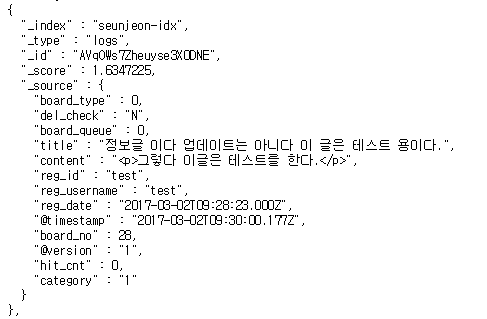 {
"_index" : "seunjeon-idx",
"_type" : "logs",
"_id" : "AVqOWs7Zheuyse3XODNE",
"_score" : 1.6347225,
"_source" : {
"board_type" : 0,
"del_check" : "N",
"board_queue" : 0,
"title" : "정보글 이다 업데이트는 아니다 이 글은 테스트 용이다.",
"content" : "<p>그렇다 이글은 테스트를 한다.</p>",
"reg_id" : "test",
"reg_username" : "test",
"reg_date" : "2017-03-02T09:28:23.000Z",
"@timestamp" : "2017-03-02T09:30:00.177Z",
"board_no" : 28,
"@version" : "1",
"hit_cnt" : 0,
"category" : "1"
}
},